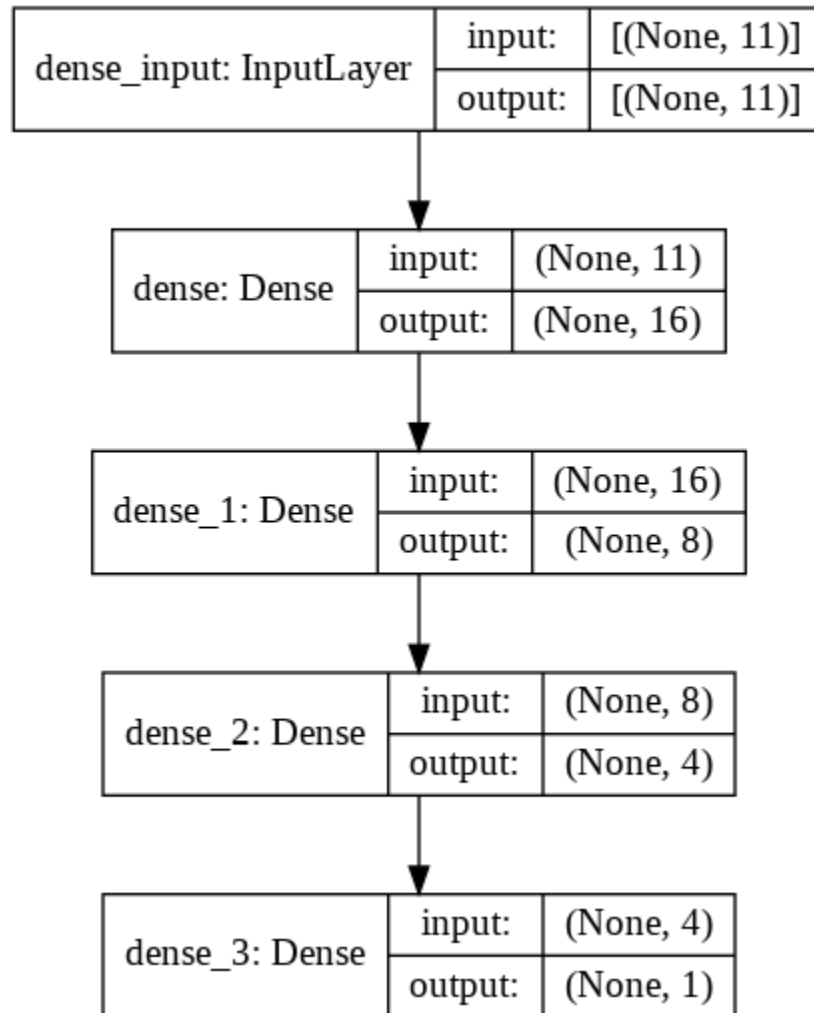 dense_input: InputLayer
input: [(None, 11)]
output: [(None, 11)]
dense: Dense
input: (None, 11)
output: (None, 16)
dense_1: Dense
input: (None, 16)
output: (None, 8)
dense_2: Dense
input: (None, 8)
output: (None, 4)
dense_3: Dense
input: (None, 4)
output: (None, 1)